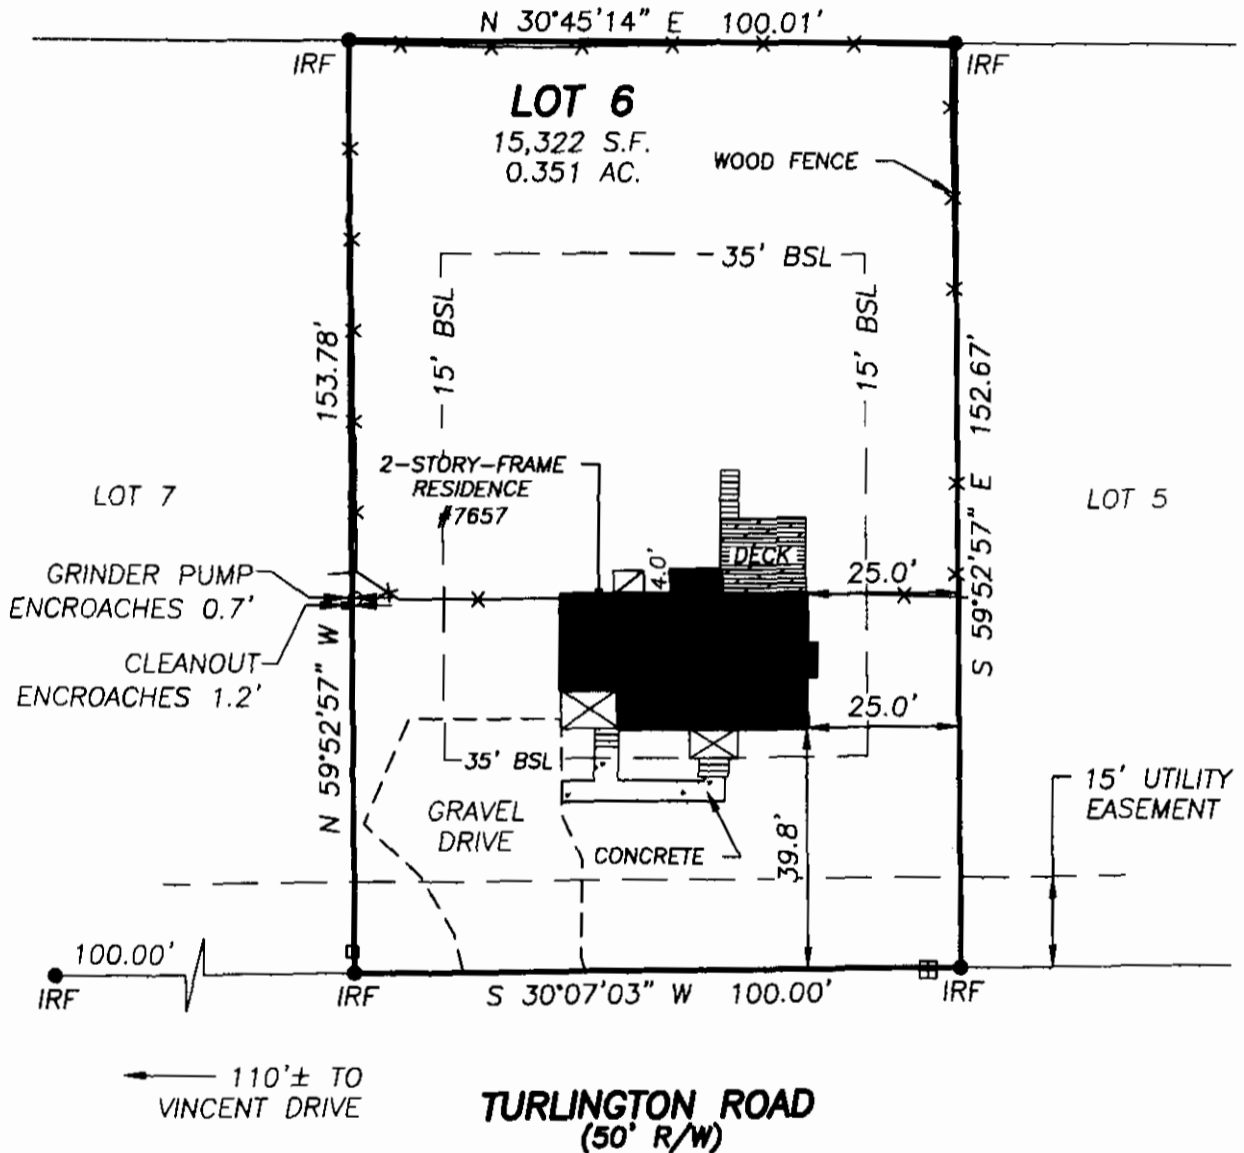 N 30°45'14" E 100.01'
IRF
IRF
LOT 6
15,322 S.F.
0.351 AC.
WOOD FENCE
35' BSL
15' BSL
15' BSL
153.78'
N 59°52'57" W
S 59°52'57" E 152.67'
2-STORY-FRAME
RESIDENCE
#7657
LOT 7
LOT 5
DECK
4.0'
25.0'
GRINDER PUMP
ENCROACHES 0.7'
CLEANOUT
ENCROACHES 1.2'
25.0'
35' BSL
15' UTILITY
EASEMENT
GRAVEL
DRIVE
CONCRETE
39.8'
100.00'
IRF
IRF
S 30°07'03" W 100.00'
IRF
110'± TO
VINCENT DRIVE
TURLINGTON ROAD
(50' R/W)